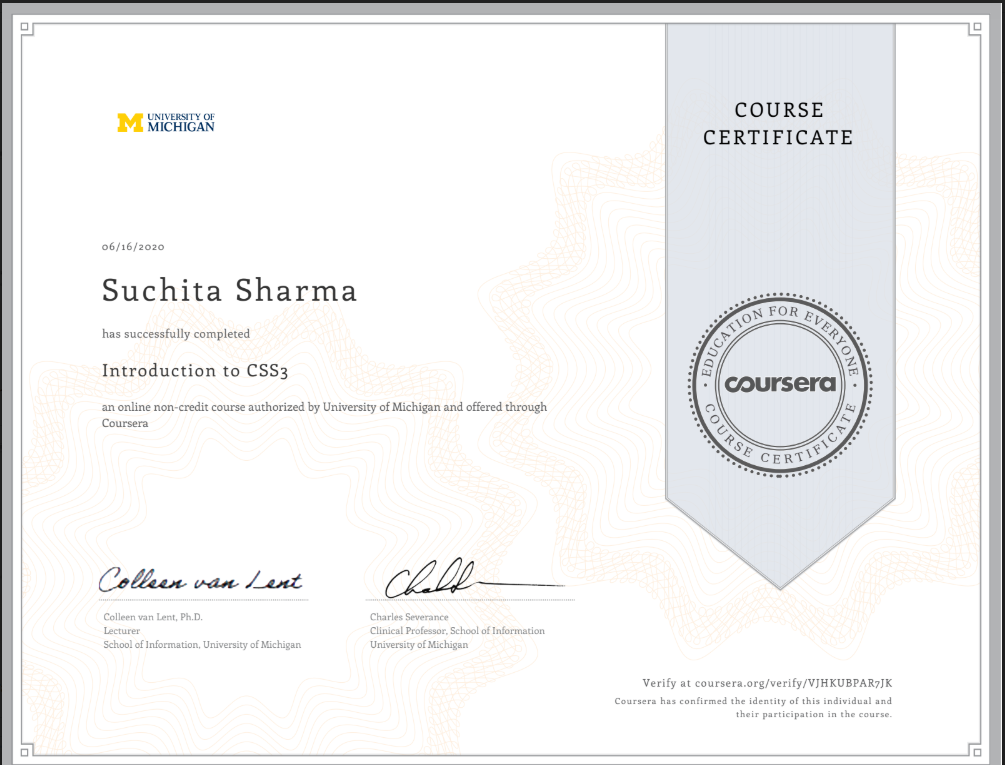 UNIVERSITY OF
MICHIGAN
COURSE
CERTIFICATE
06/16/2020
Suchita Sharma
has successfully completed
Introduction to CSS3
an online non-credit course authorized by University of Michigan and offered through
Coursera
EDUCATION FOR EVERYONE
coursera
COURSE CERTIFICATE
Colleen van Lent
Colleen van Lent, Ph.D.
Lecturer
School of Information, University of Michigan
Charles Severance
Clinical Professor, School of Information
University of Michigan
Verify at coursera.org/verify/VJHKUBPAR7JK
Coursera has confirmed the identity of this individual and
their participation in the course.